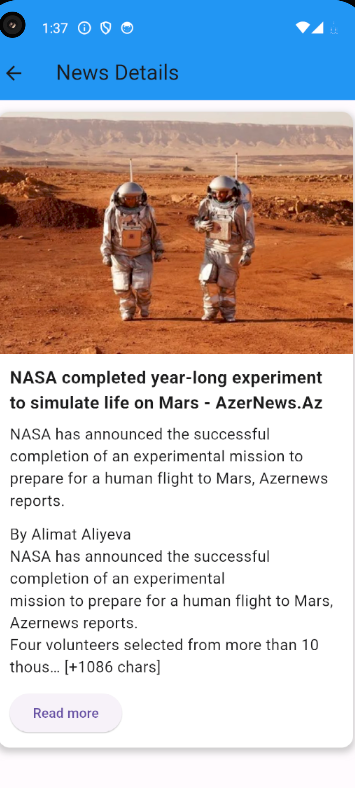 1:37
News Details
NASA completed year-long experiment
to simulate life on Mars - AzerNews.Az
NASA has announced the successful
completion of an experimental mission to
prepare for a human flight to Mars, Azernews
reports.
By Alimat Aliyeva
NASA has announced the successful
completion of an experimental
mission to prepare for a human flight to Mars,
Azernews reports.
Four volunteers selected from more than 10
thous… [+1086 chars]
Read more